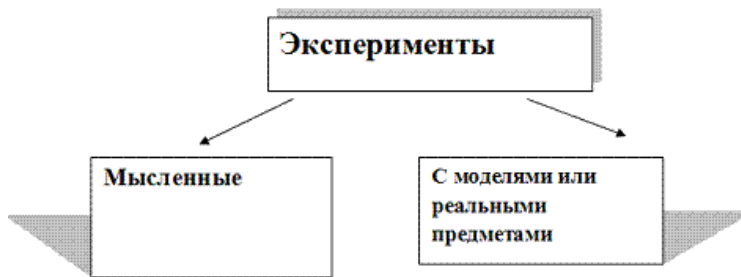 Эксперименты
Мысленные
С моделями или
реальными
предметами